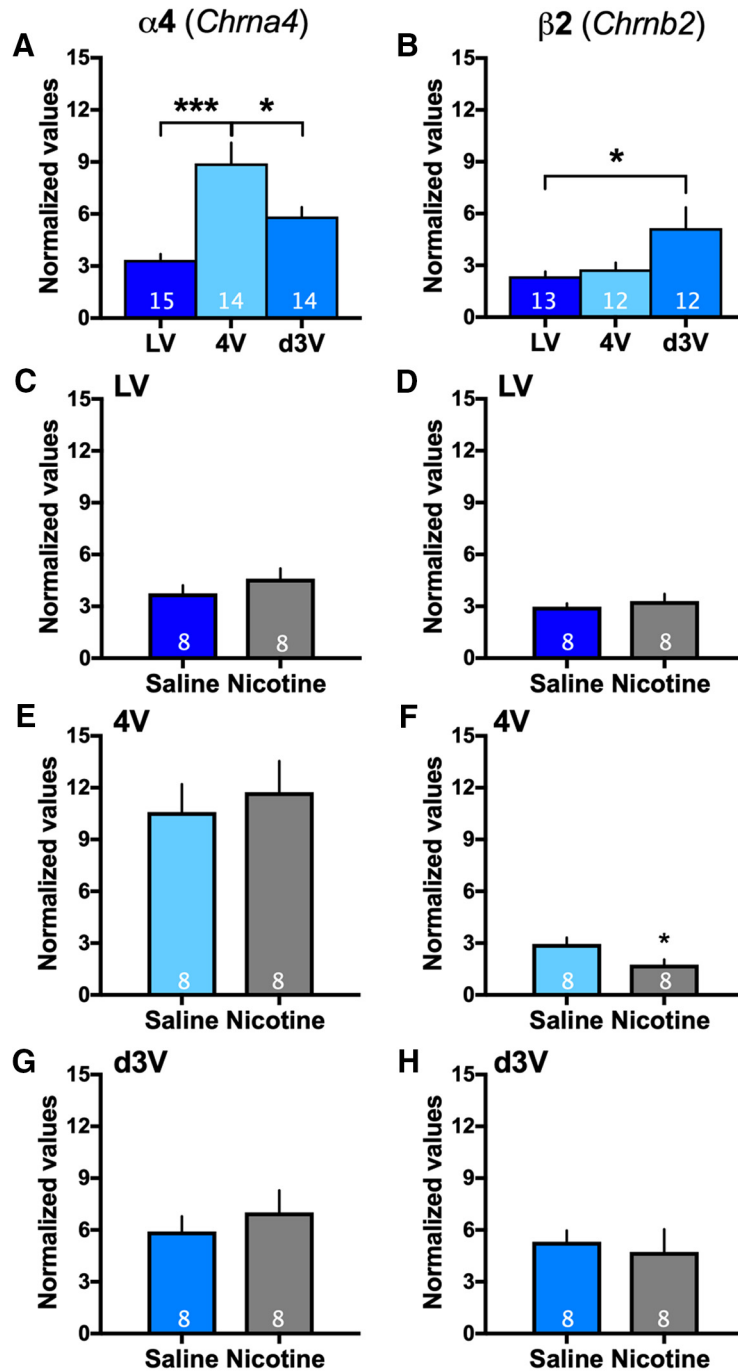 α4 (Chrna4)
β2 (Chrnb2)
A
Normalized values
15
12
9
6
3
0
***
*
15
14
14
LV
4V
d3V
B
Normalized values
15
12
9
6
3
0
*
13
12
12
LV
4V
d3V
C
LV
Normalized values
15
12
9
6
3
0
8
8
Saline Nicotine
D
LV
Normalized values
15
12
9
6
3
0
8
8
Saline Nicotine
E
4V
Normalized values
15
12
9
6
3
0
8
8
Saline Nicotine
F
4V
Normalized values
15
12
9
6
3
0
*
8
8
Saline Nicotine
G
d3V
Normalized values
15
12
9
6
3
0
8
8
Saline Nicotine
H
d3V
Normalized values
15
12
9
6
3
0
8
8
Saline Nicotine